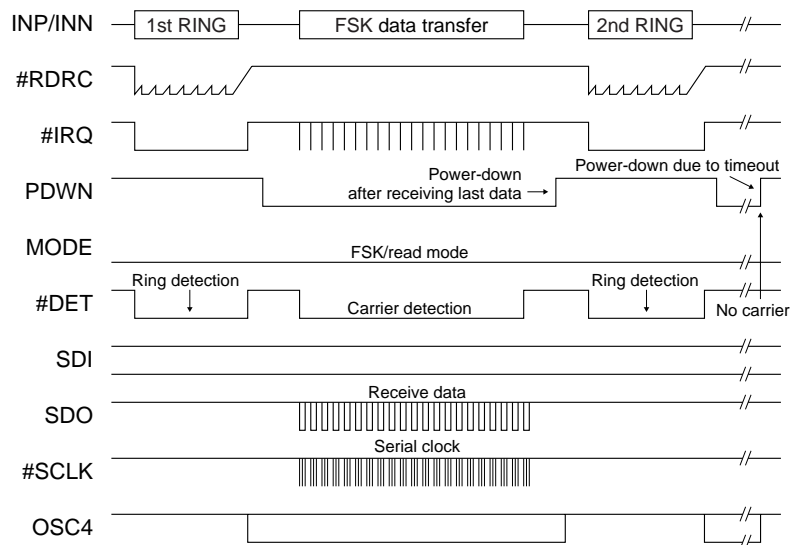 INP/INN
1st RING
FSK data transfer
2nd RING
#RDRC
#IRQ
PDWN
Power-down
after receiving last data
Power-down due to timeout
MODE
FSK/read mode
#DET
Ring detection
Carrier detection
Ring detection
No carrier
SDI
SDO
Receive data
#SCLK
Serial clock
OSC4